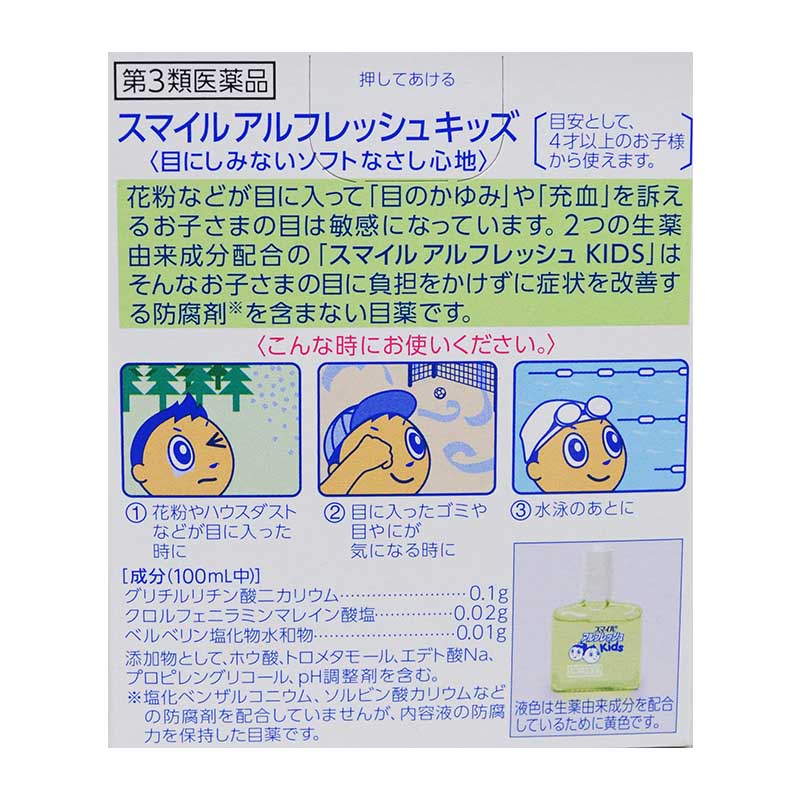 第3類医薬品
押してあける
スマイルアルフレッシュキッズ
〈目にしみないソフトなさし心地〉
目安として、
4才以上のお子様
から使えます。
花粉などが目に入って「目のかゆみ」や「充血」を訴え
るお子さまの目は敏感になっています。2つの生薬
由来成分配合の「スマイル アルフレッシュ KIDS」は
そんなお子さまの目に負担をかけずに症状を改善す
る防腐剤※を含まない目薬です。
〈こんな時にお使いください。〉
① 花粉やハウスダスト
などが目に入った
時に
② 目に入ったゴミや
目やにが
気になる時に
③ 水泳のあとに
[成分(100mL中)]
グリチルリチン酸二カリウム……………0.1g
クロルフェニラミンマレイン酸塩…………0.02g
ベルベリン塩化物水和物………………0.01g
添加物として、ホウ酸、トロメタモール、エデト酸Na、
プロピレングリコール、pH調整剤を含む。
※塩化ベンザルコニウム、ソルビン酸カリウムなど
の防腐剤を配合していませんが、内容液の防腐
力を保持した目薬です。
スマイル
アルフレッシュ
Kids
液色は生薬由来成分を配合
しているために黄色です。